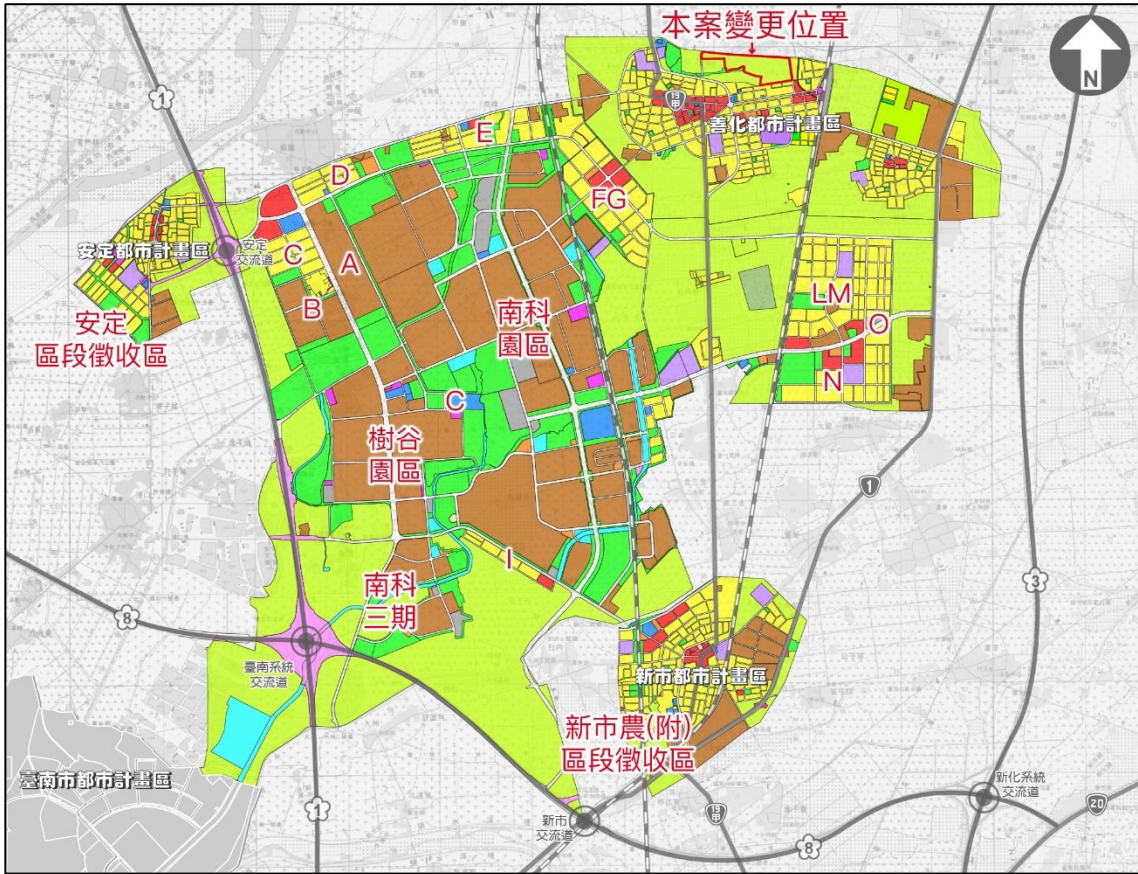 本案變更位置
N
1
19甲
善化都市計畫區
E
D
FG
安定都市計畫區
安定
交流道
C
A
B
LM
O
N
安定
區段徵收區
南科
園區
C
樹谷
園區
1
3
I
南科
三期
8
臺南系統
交流道
新市都市計畫區
新市農(附)
區段徵收區
臺南市都市計畫區
1
新市
交流道
19甲
8
新化系統
交流道
20